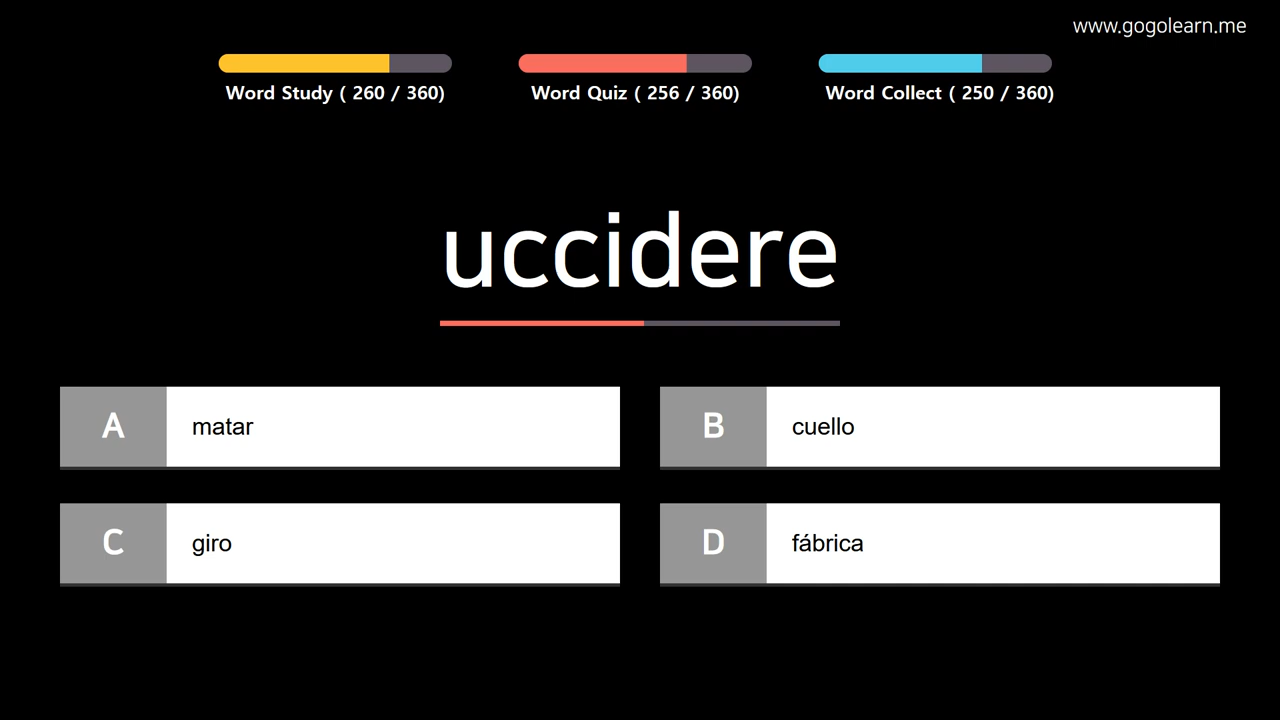 www.gogolearn.me
Word Study ( 260 / 360)
Word Quiz ( 256 / 360)
Word Collect ( 250 / 360)
uccidere
A matar
B cuello
C giro
D fábrica